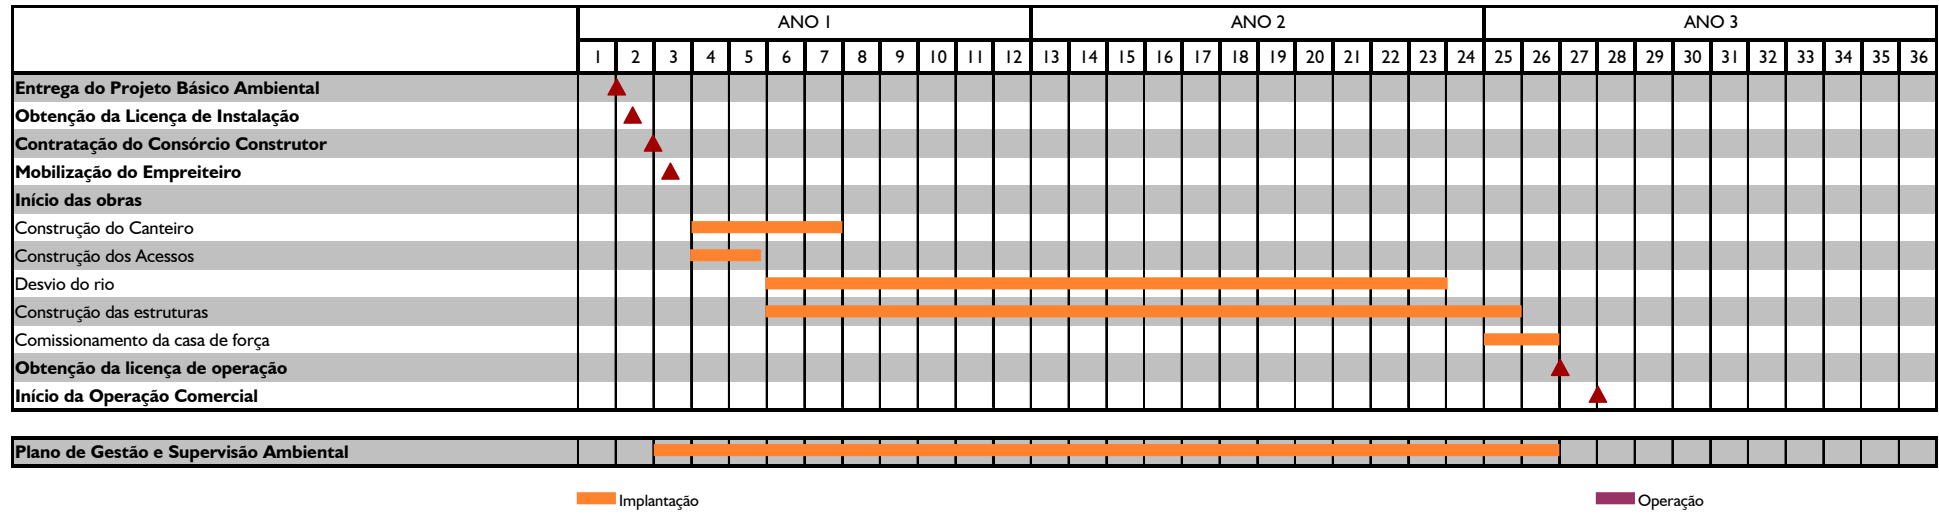 ANO 1 ANO 2 ANO 3
1 2 3 4 5 6 7 8 9 10 11 12 13 14 15 16 17 18 19 20 21 22 23 24 25 26 27 28 29 30 31 32 33 34 35 36
Entrega do Projeto Básico Ambiental
Obtenção da Licença de Instalação
Contratação do Consórcio Construtor
Mobilização do Empreiteiro
Início das obras
Construção do Canteiro
Construção dos Acessos
Desvio do rio
Construção das estruturas
Comissionamento da casa de força
Obtenção da licença de operação
Início da Operação Comercial
Plano de Gestão e Supervisão Ambiental
Implantação Operação